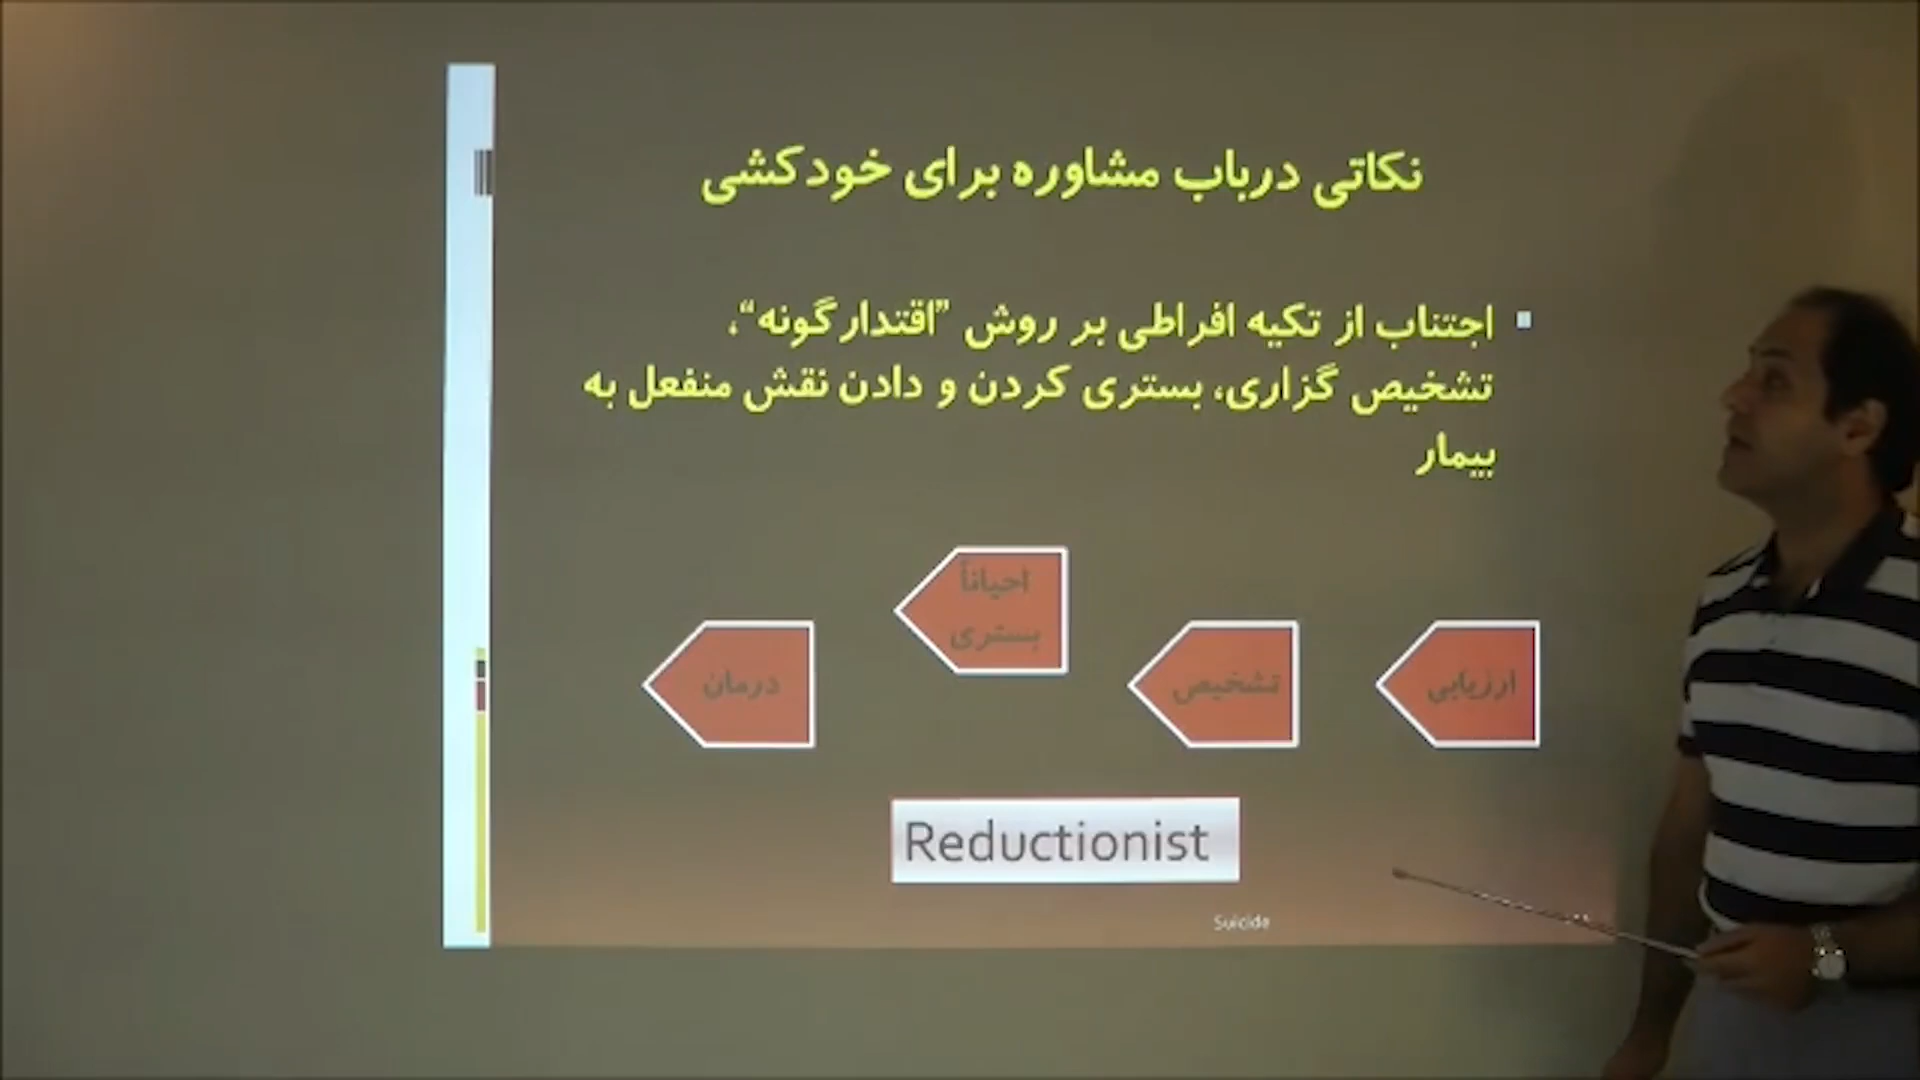 نکاتی درباب مشاوره برای خودکشی
اجتناب از تکیه افراطی بر روش ”اقتدارگونه“،
تشخیص گزاری، بستری کردن و دادن نقش منفعل به
بیمار
ارزیابی
تشخیص
احیاناً
بستری
درمان
Reductionist
Suicide